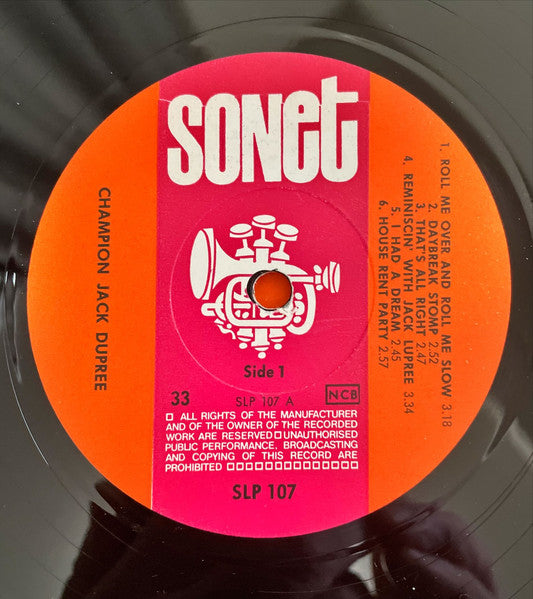 SONet
1. ROLL ME OVER AND ROLL ME SLOW 3.18
2. DAYBREAK STOMP 2.52
3. THAT'S ALL RIGHT 2.47
4. REMINISCIN' WITH JACK LUPREE 3.34
5. I HAD A DREAM 2.45
6. HOUSE RENT PARTY 2.57
CHAMPION JACK DUPREE
Side 1
33 SLP 107 A NCB
□ ALL RIGHTS OF THE MANUFACTURER
AND OF THE OWNER OF THE RECORDED
WORK ARE RESERVED □ UNAUTHORISED
PUBLIC PERFORMANCE. BROADCASTING
AND COPYING OF THIS RECORD ARE
PROHIBITED □□□□□□□□□□□□□
SLP 107